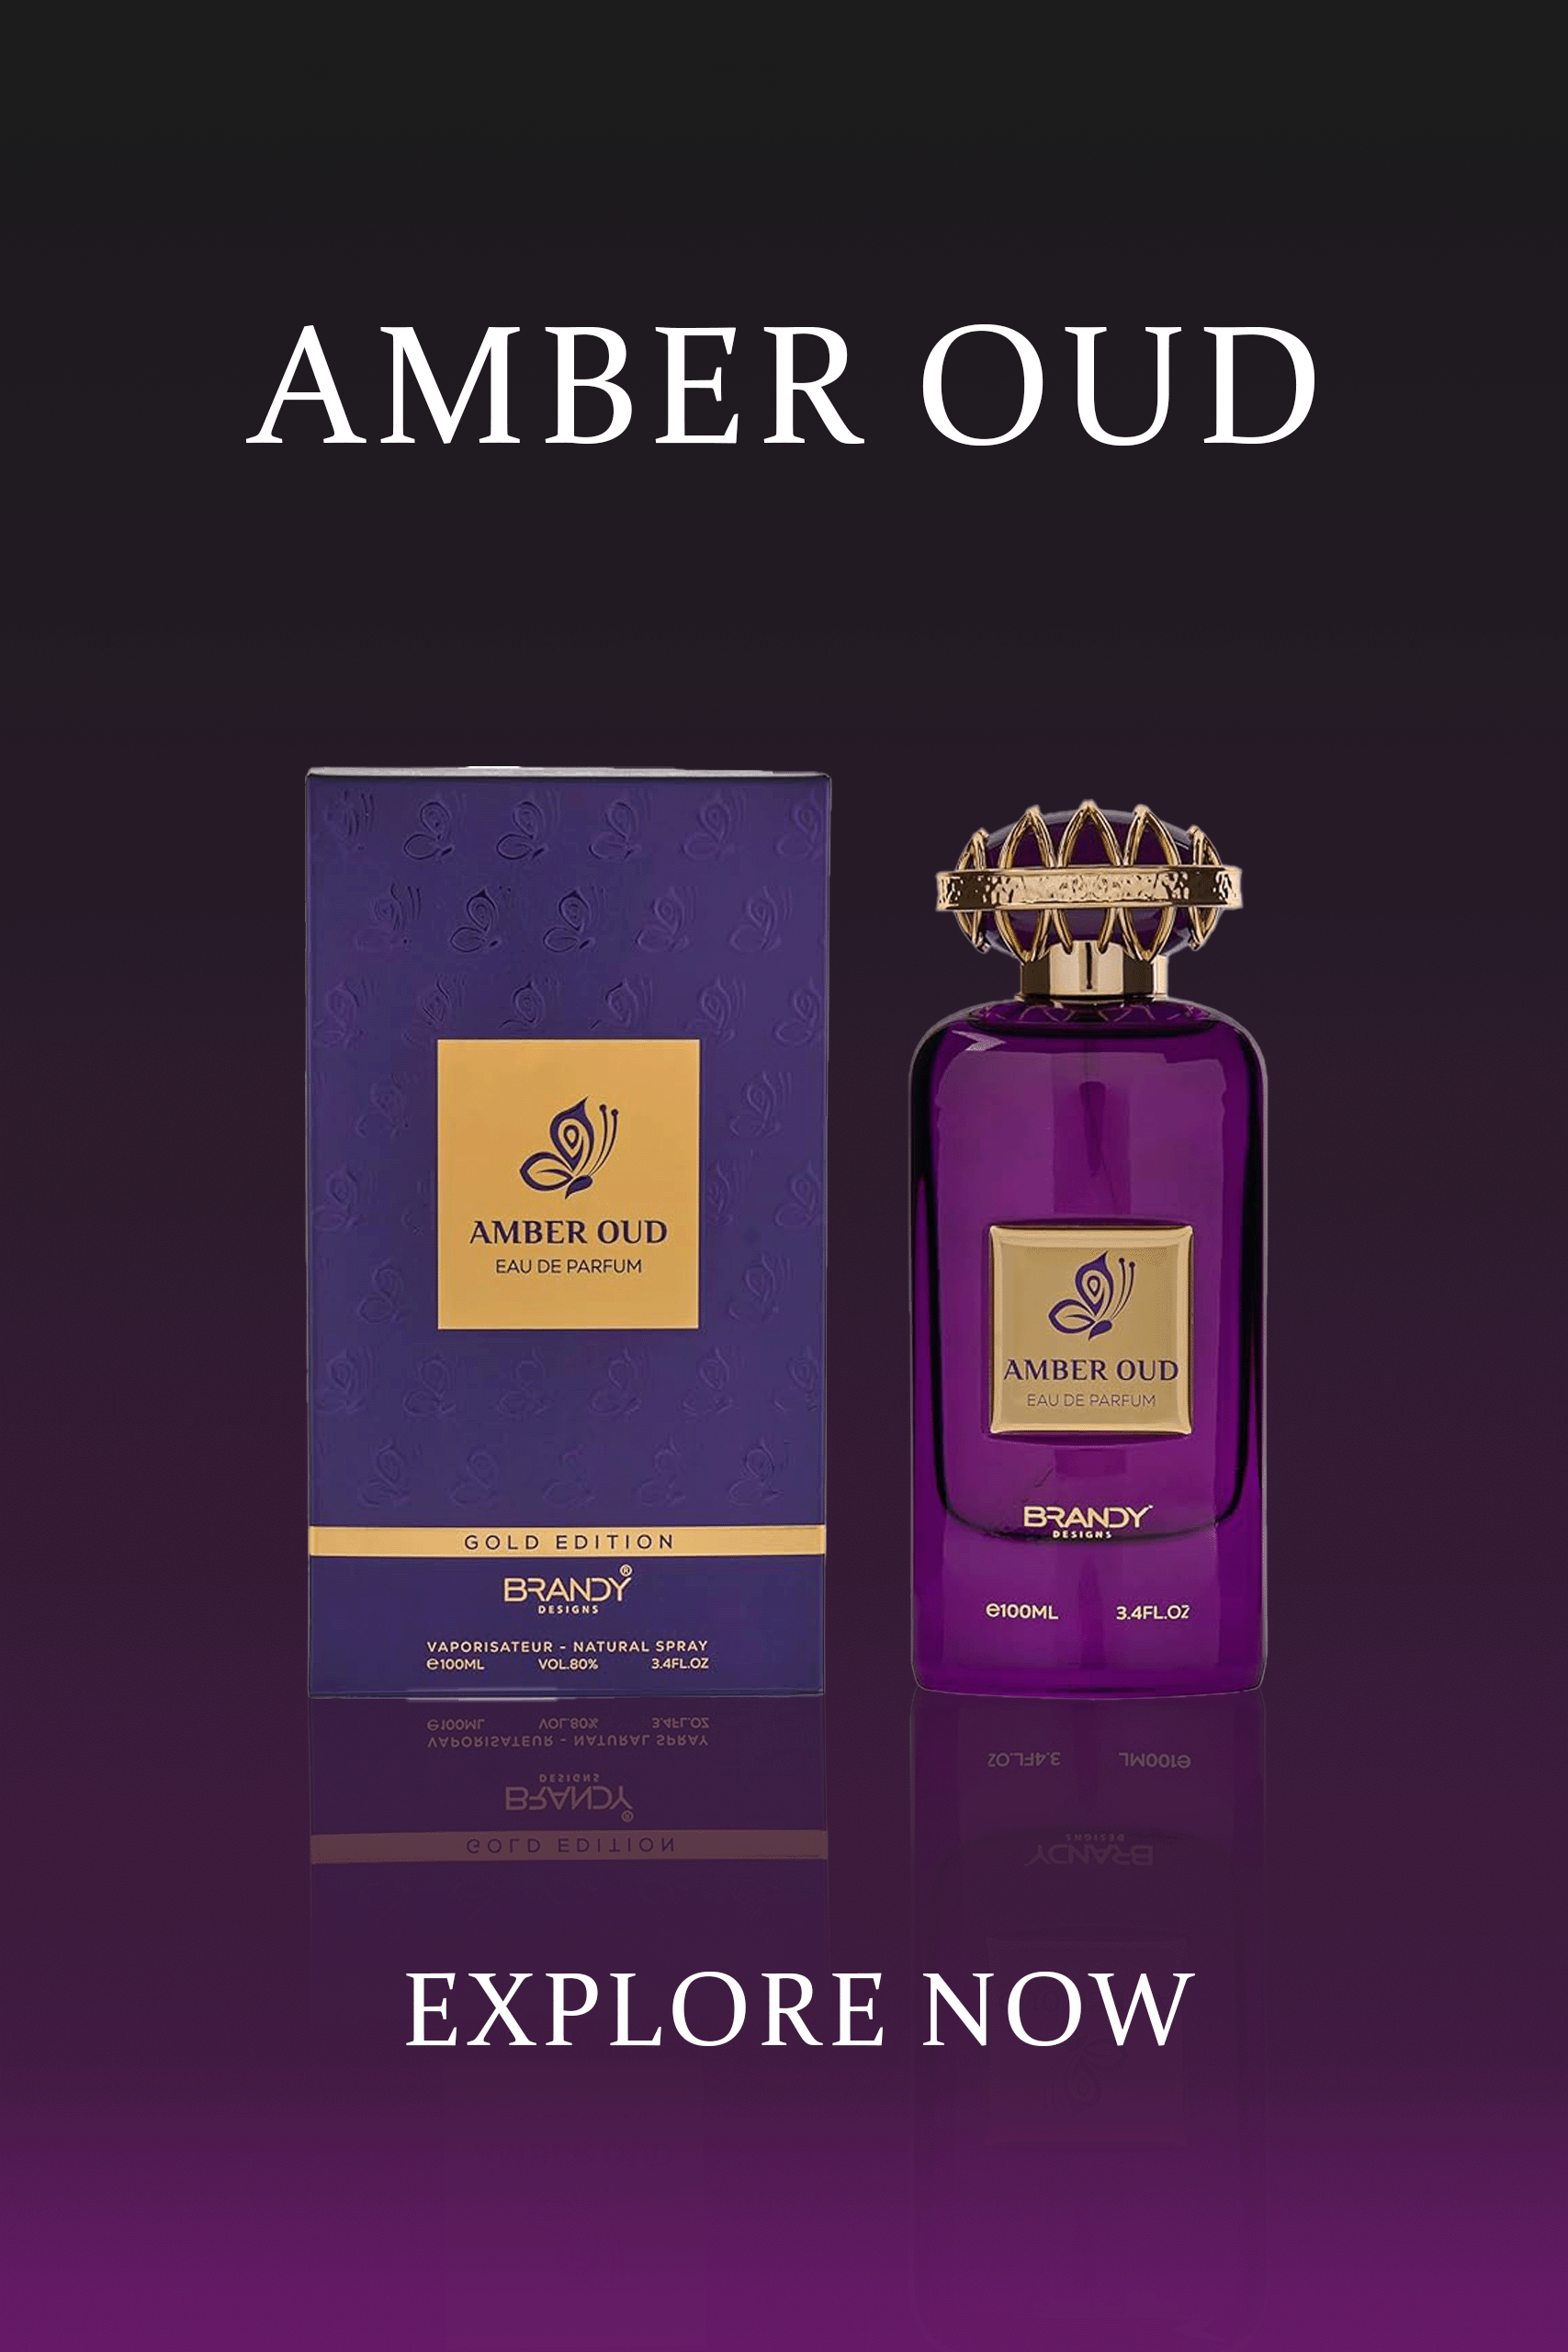 AMBER OUD
AMBER OUD
EAU DE PARFUM
GOLD EDITION
BRANDY®
DESIGNS
VAPORISATEUR - NATURAL SPRAY
℮100ML VOL.80% 3.4FL.OZ
AMBER OUD
EAU DE PARFUM
BRANDY™
DESIGNS
℮100ML 3.4FL.OZ
EXPLORE NOW